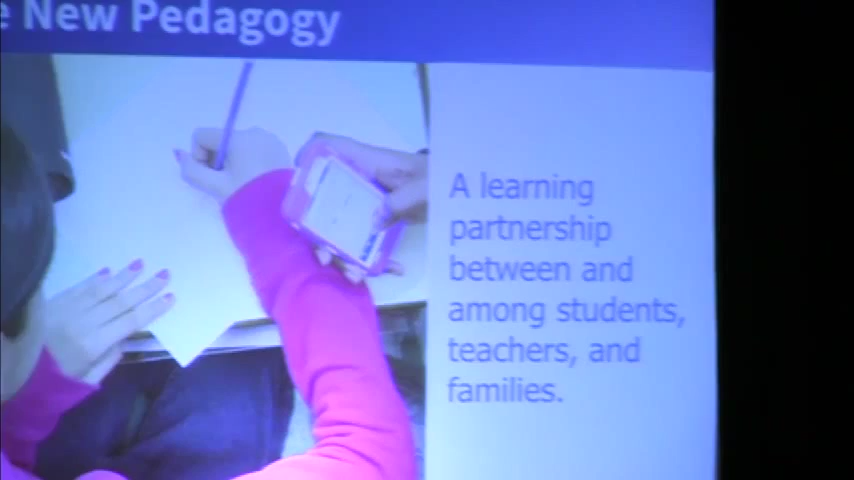 New Pedagogy
A learning
partnership
between and
among students,
teachers, and
families.